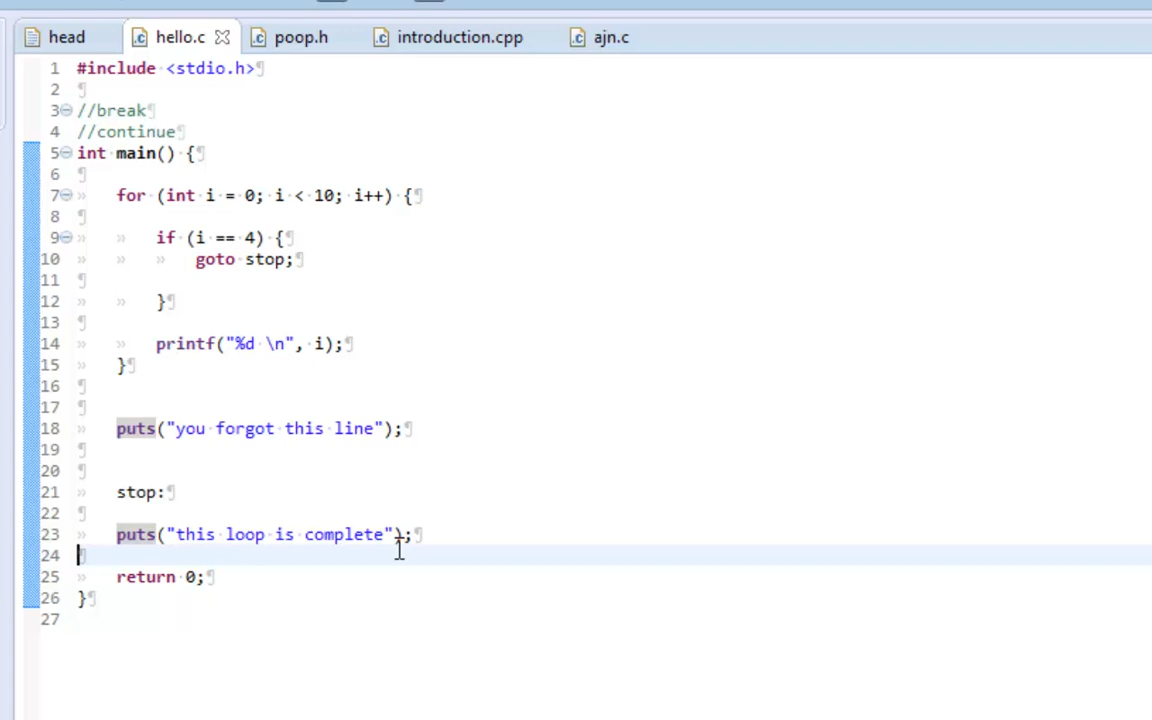 head hello.c poop.h introduction.cpp ajn.c
1 #include <stdio.h>
2
3 //break
4 //continue
5 int main() {
6
7 for (int i = 0; i < 10; i++) {
8
9 if (i == 4) {
10 goto stop;
11
12 }
13
14 printf("%d \n", i);
15 }
16
17
18 puts("you forgot this line");
19
20
21 stop:
22
23 puts("this loop is complete");
24
25 return 0;
26 }
27